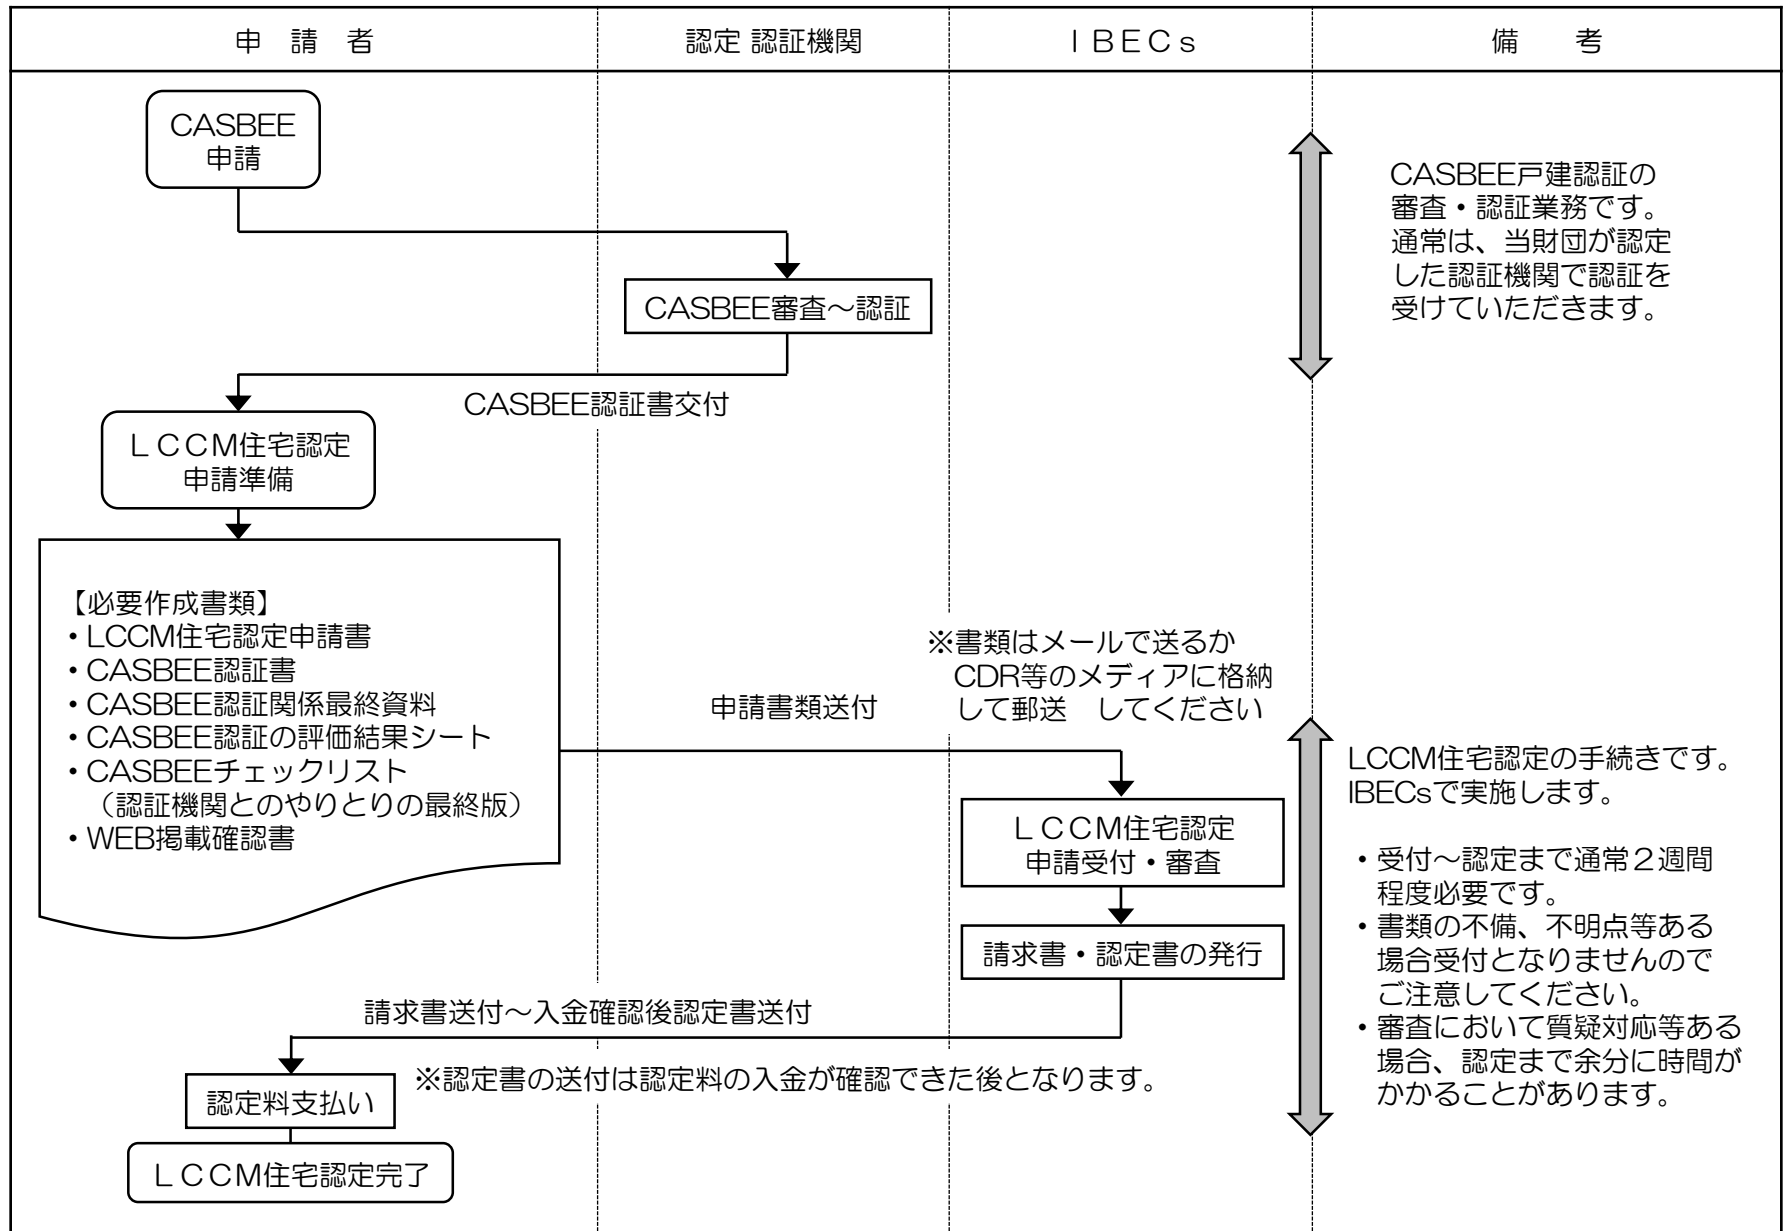 申　請　者
認定 認証機関
ＩＢＥＣｓ
備　　考
CASBEE
申請
CASBEE戸建認証の
審査・認証業務です。
通常は、当財団が認定
した認証機関で認証を
受けていただきます。
CASBEE審査～認証
CASBEE認証書交付
ＬＣＣＭ住宅認定
申請準備
【必要作成書類】
・LCCM住宅認定申請書
・CASBEE認証書
・CASBEE認証関係最終資料
・CASBEE認証の評価結果シート
・CASBEEチェックリスト
（認証機関とのやりとりの最終版）
・WEB掲載確認書
申請書類送付
※書類はメールで送るか
CDR等のメディアに格納
して郵送　してください
LCCM住宅認定の手続きです。
IBECsで実施します。
・受付～認定まで通常２週間
程度必要です。
・書類の不備、不明点等ある
場合受付となりませんので
ご注意してください。
・審査において質疑対応等ある
場合、認定まで余分に時間が
かかることがあります。
ＬＣＣＭ住宅認定
申請受付・審査
請求書・認定書の発行
請求書送付～入金確認後認定書送付
※認定書の送付は認定料の入金が確認できた後となります。
認定料支払い
ＬＣＣＭ住宅認定完了